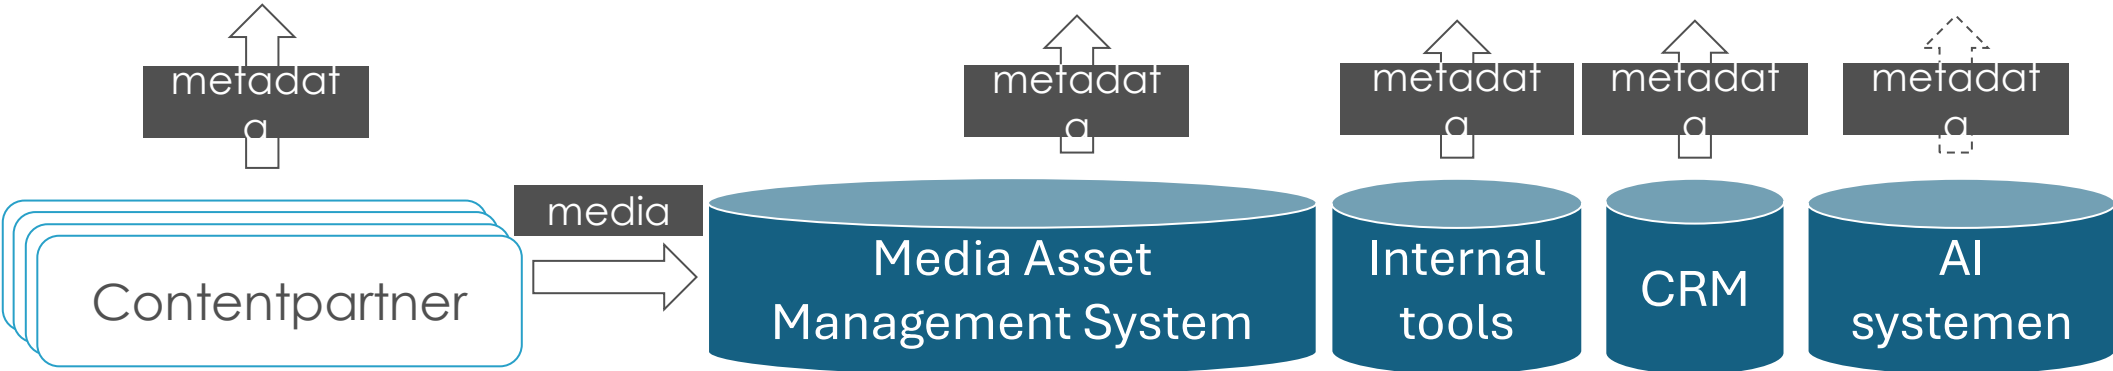 metadat
a
metadat
a
metadat
a
metadat
a
metadat
a
media
Contentpartner
Media Asset
Management System
Internal
tools
CRM
AI
systemen